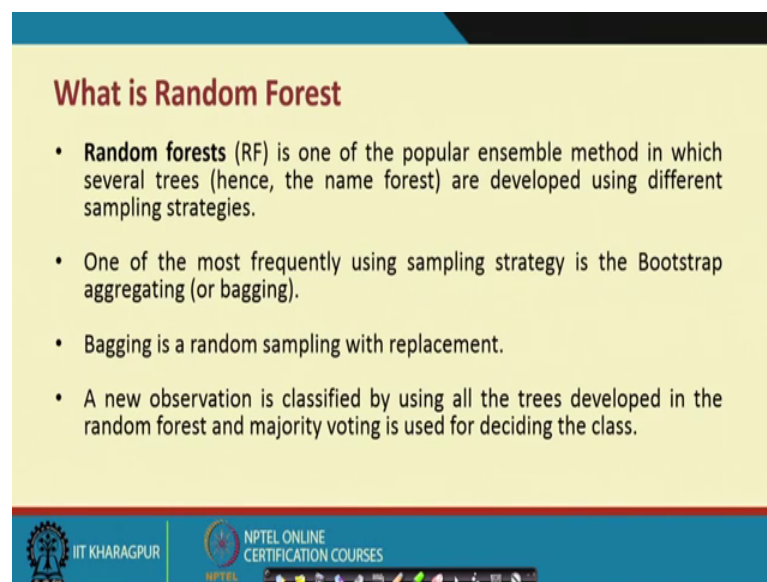 What is Random Forest
• Random forests (RF) is one of the popular ensemble method in which
several trees (hence, the name forest) are developed using different
sampling strategies.
• One of the most frequently using sampling strategy is the Bootstrap
aggregating (or bagging).
• Bagging is a random sampling with replacement.
• A new observation is classified by using all the trees developed in the
random forest and majority voting is used for deciding the class.
IIT KHARAGPUR
NPTEL ONLINE
CERTIFICATION COURSES
NPTEL